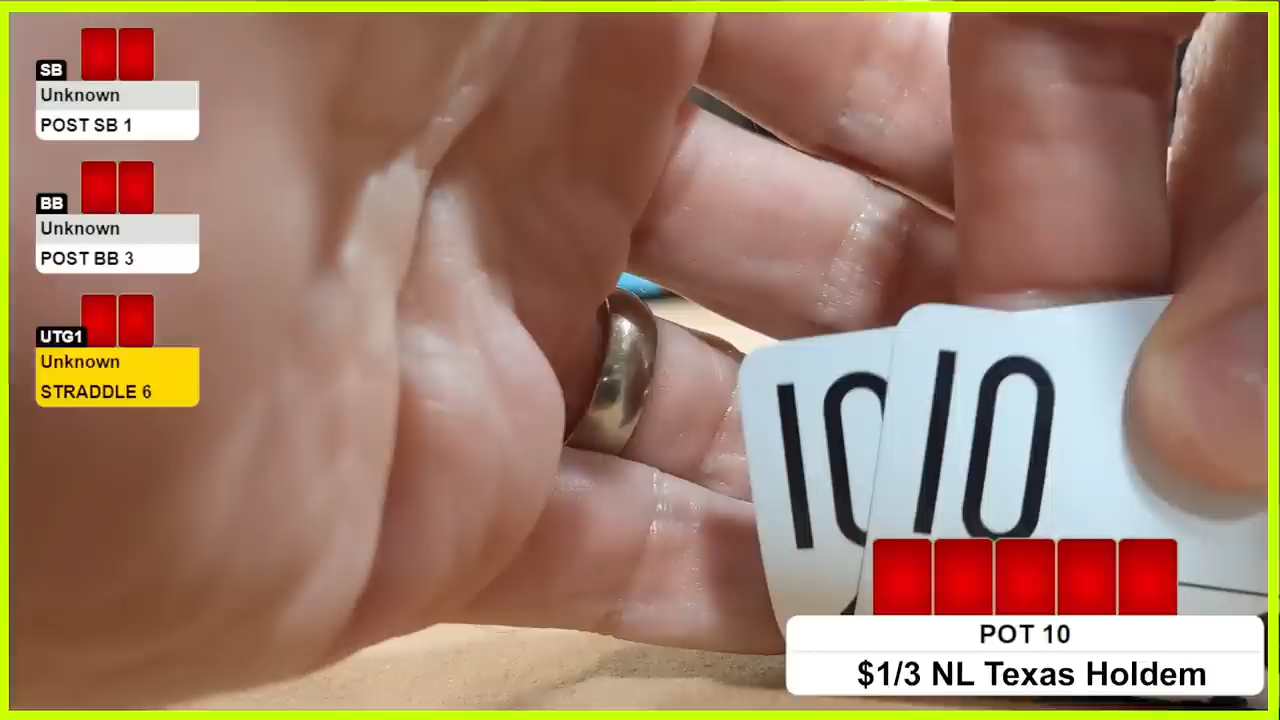 SB
Unknown
POST SB 1
BB
Unknown
POST BB 3
UTG1
Unknown
STRADDLE 6
10
10
POT 10
$1/3 NL Texas Holdem